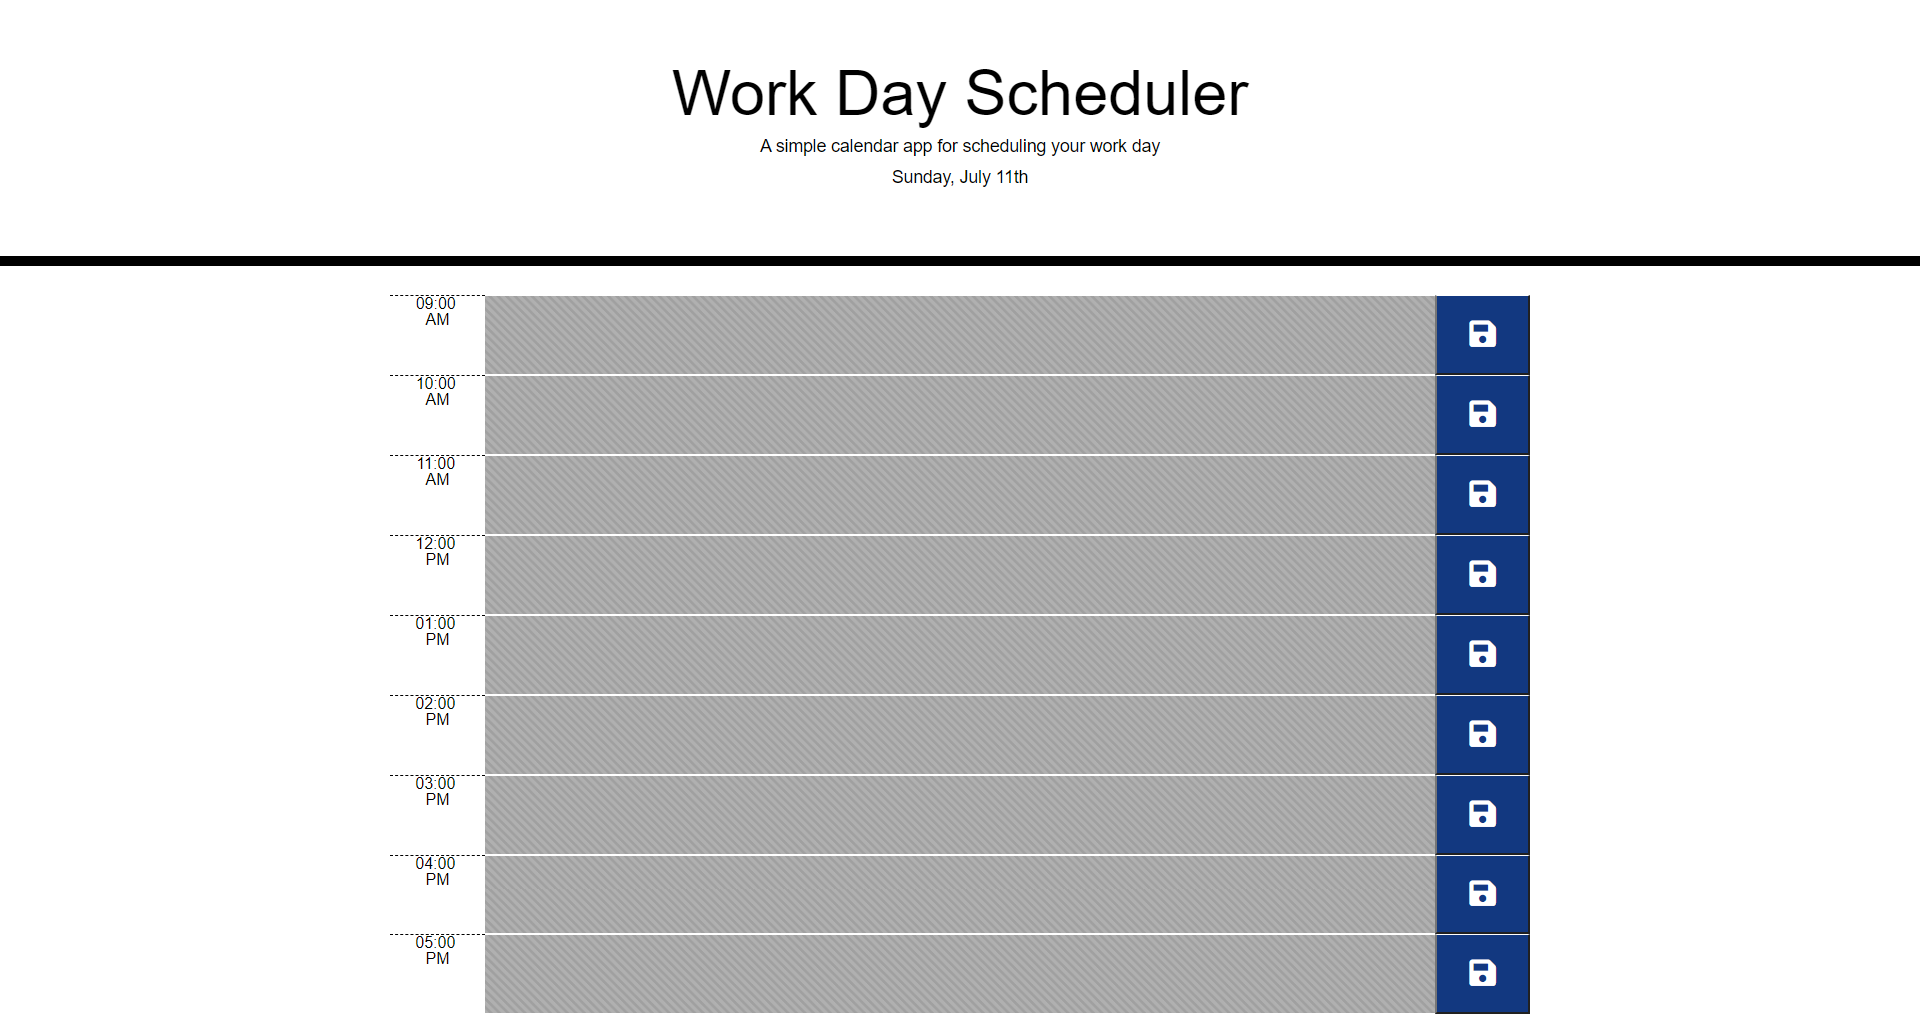 Work Day Scheduler
A simple calendar app for scheduling your work day
Sunday, July 11th
09:00
AM
10:00
AM
11:00
AM
12:00
PM
01:00
PM
02:00
PM
03:00
PM
04:00
PM
05:00
PM